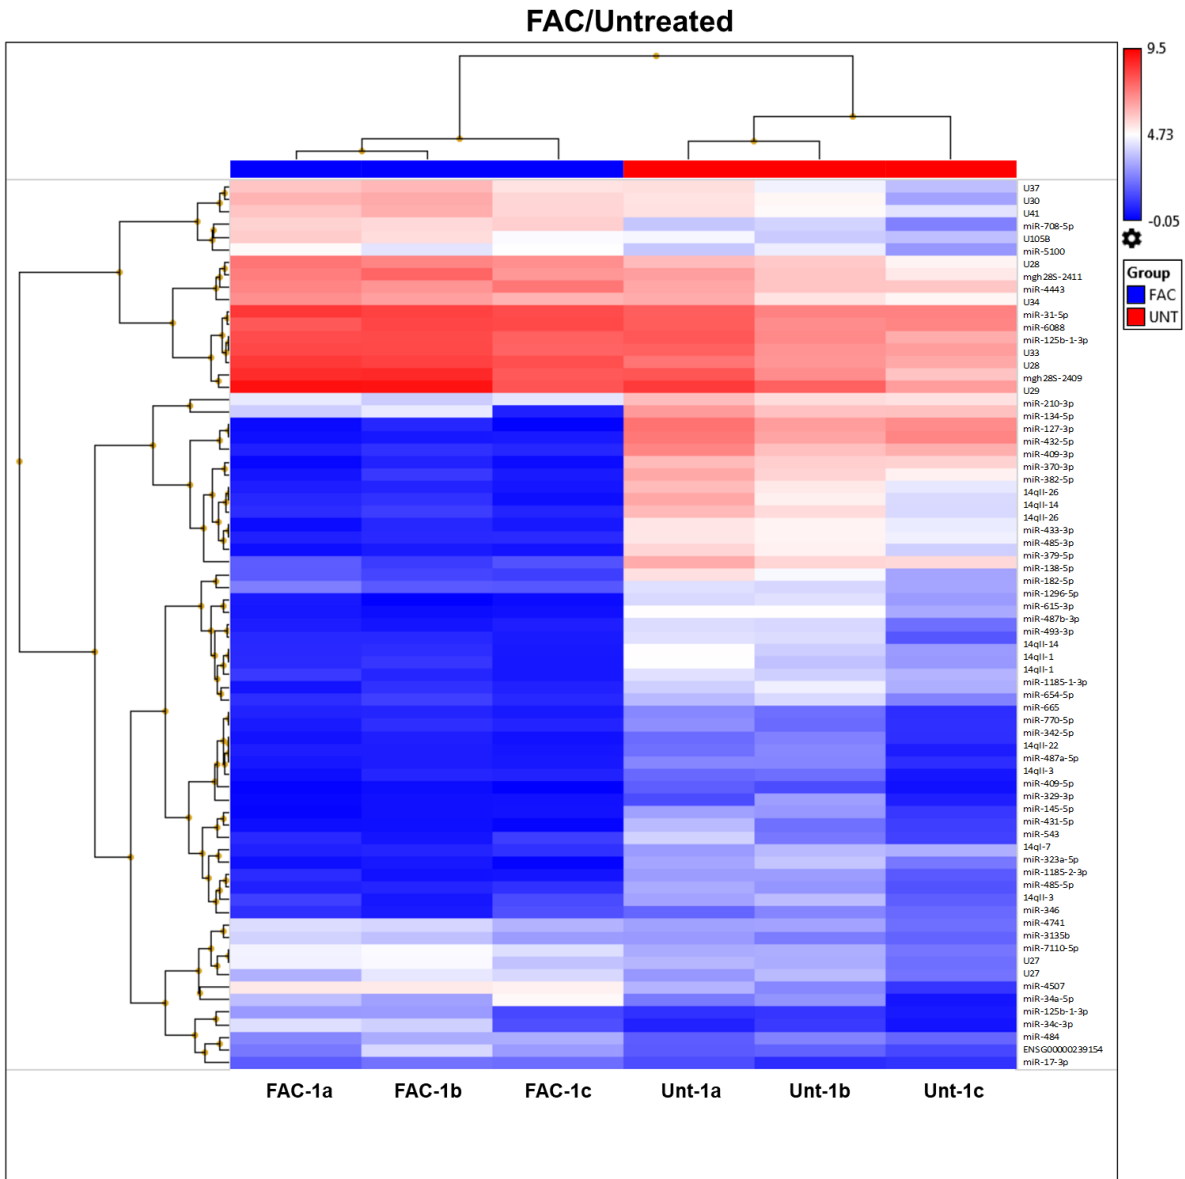 FAC/Untreated
9.5
4.73
-0.05
Group
FAC
UNT
U37
U30
U41
miR-708-5p
U105B
miR-5100
U28
mgh28S-2411
miR-4443
U34
miR-31-5p
miR-6088
miR-125b-1-3p
U33
U28
mgh28S-2409
U29
miR-210-3p
miR-134-5p
miR-127-3p
miR-432-5p
miR-409-3p
miR-370-3p
miR-382-5p
14qII-26
14qII-14
14qII-26
miR-433-3p
miR-485-3p
miR-379-5p
miR-138-5p
miR-182-5p
miR-1296-5p
miR-615-3p
miR-487b-3p
miR-493-3p
14qII-14
14qII-1
14qII-1
miR-1185-1-3p
miR-654-5p
miR-665
miR-770-5p
miR-342-5p
14qII-22
miR-487a-5p
14qII-3
miR-409-5p
miR-329-3p
miR-145-5p
miR-431-5p
miR-543
14qI-7
miR-323a-5p
miR-1185-2-3p
miR-485-5p
14qII-3
miR-346
miR-4741
miR-3135b
miR-7110-5p
U27
U27
miR-4507
miR-34a-5p
miR-125b-1-3p
miR-34c-3p
miR-484
ENSG00000239154
miR-17-3p
FAC-1a FAC-1b FAC-1c Unt-1a Unt-1b Unt-1c